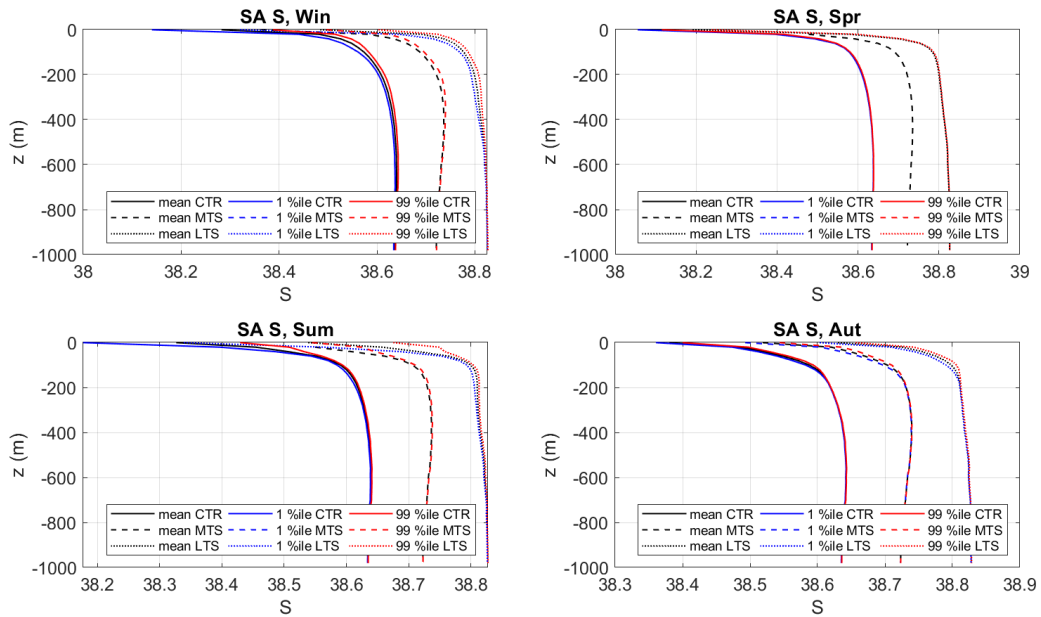 SA S, Win
0
-200
-400
-600
-800
-1000
z (m)
mean CTR 1 %ile CTR 99 %ile CTR
mean MTS 1 %ile MTS 99 %ile MTS
mean LTS 1 %ile LTS 99 %ile LTS
38 38.2 38.4 38.6 38.8
S
SA S, Spr
0
-200
-400
-600
-800
-1000
z (m)
mean CTR 1 %ile CTR 99 %ile CTR
mean MTS 1 %ile MTS 99 %ile MTS
mean LTS 1 %ile LTS 99 %ile LTS
38 38.2 38.4 38.6 38.8 39
S
SA S, Sum
0
-200
-400
-600
-800
-1000
z (m)
mean CTR 1 %ile CTR 99 %ile CTR
mean MTS 1 %ile MTS 99 %ile MTS
mean LTS 1 %ile LTS 99 %ile LTS
38.2 38.3 38.4 38.5 38.6 38.7 38.8
S
SA S, Aut
0
-200
-400
-600
-800
-1000
z (m)
mean CTR 1 %ile CTR 99 %ile CTR
mean MTS 1 %ile MTS 99 %ile MTS
mean LTS 1 %ile LTS 99 %ile LTS
38.3 38.4 38.5 38.6 38.7 38.8 38.9
S